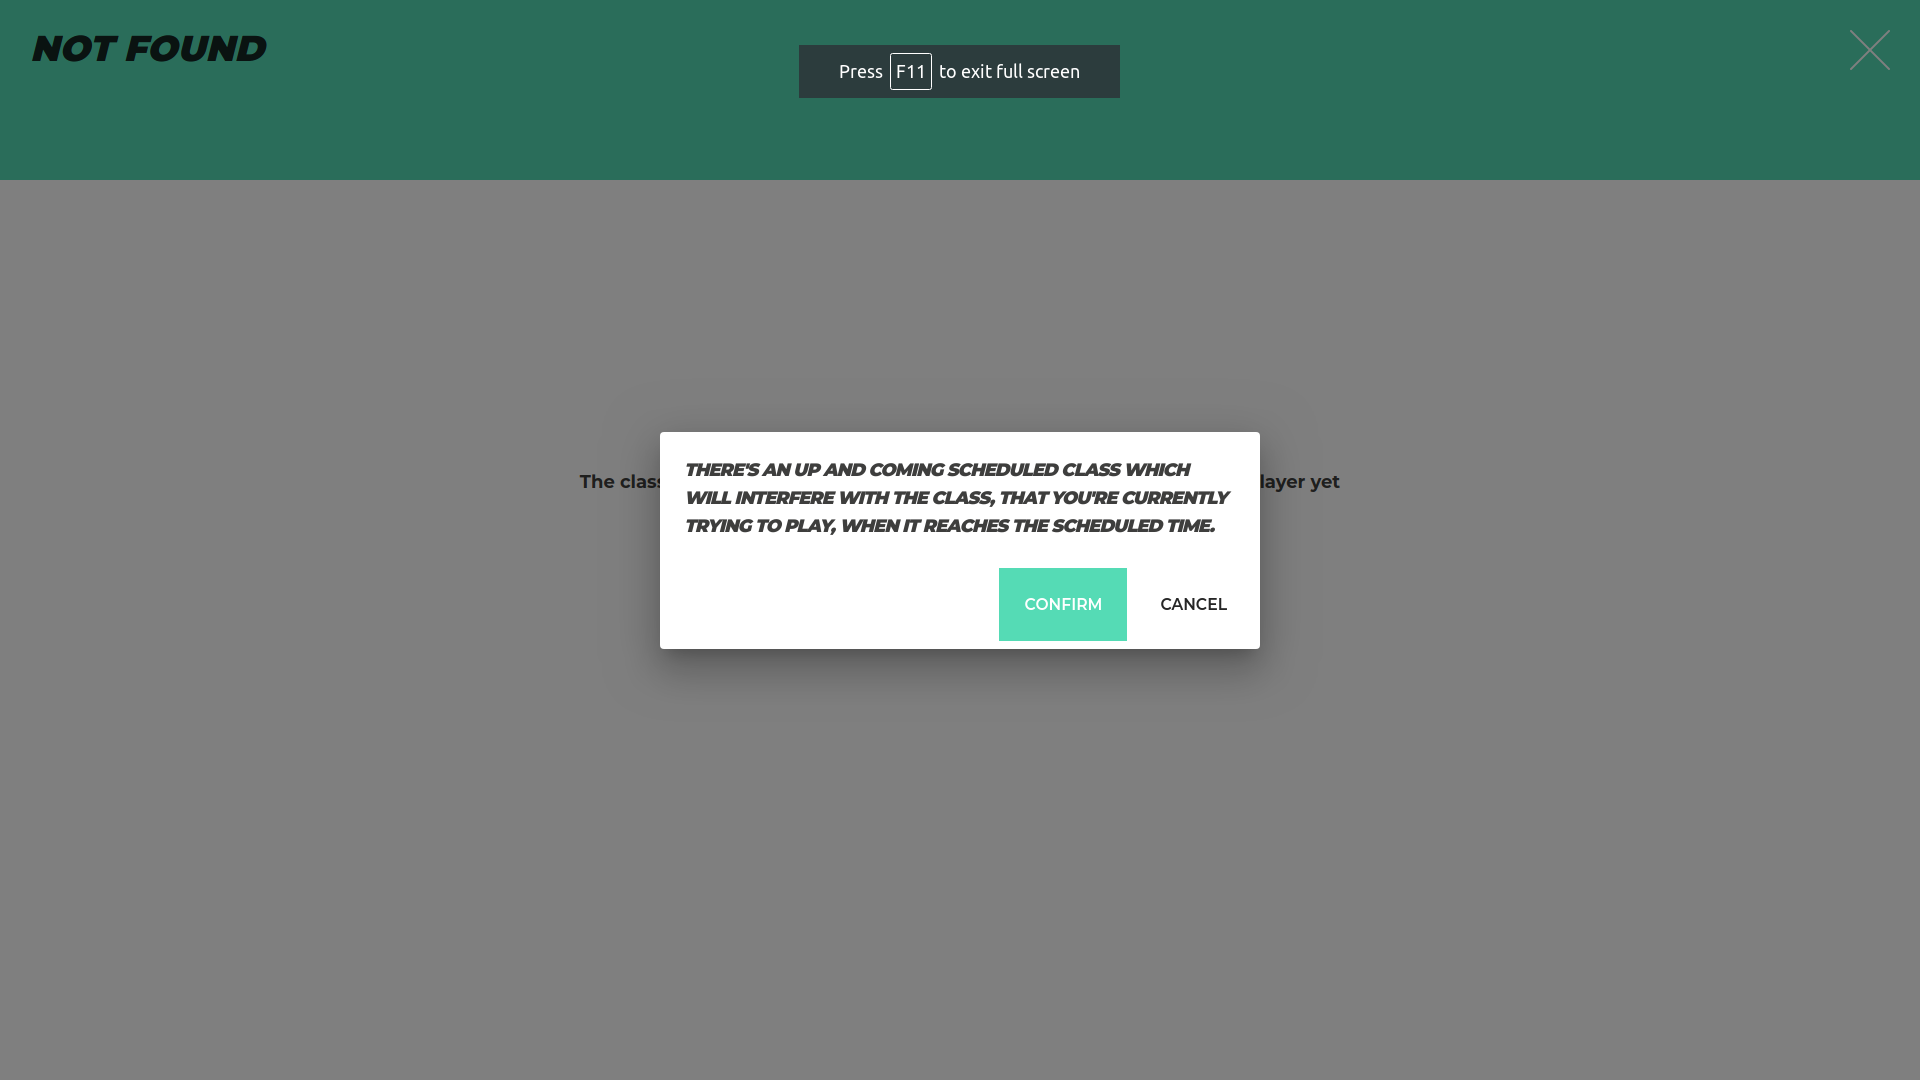 NOT FOUND
Press F11 to exit full screen
THERE'S AN UP AND COMING SCHEDULED CLASS WHICH
WILL INTERFERE WITH THE CLASS, THAT YOU'RE CURRENTLY
TRYING TO PLAY, WHEN IT REACHES THE SCHEDULED TIME.
The clas
layer yet
CONFIRM
CANCEL